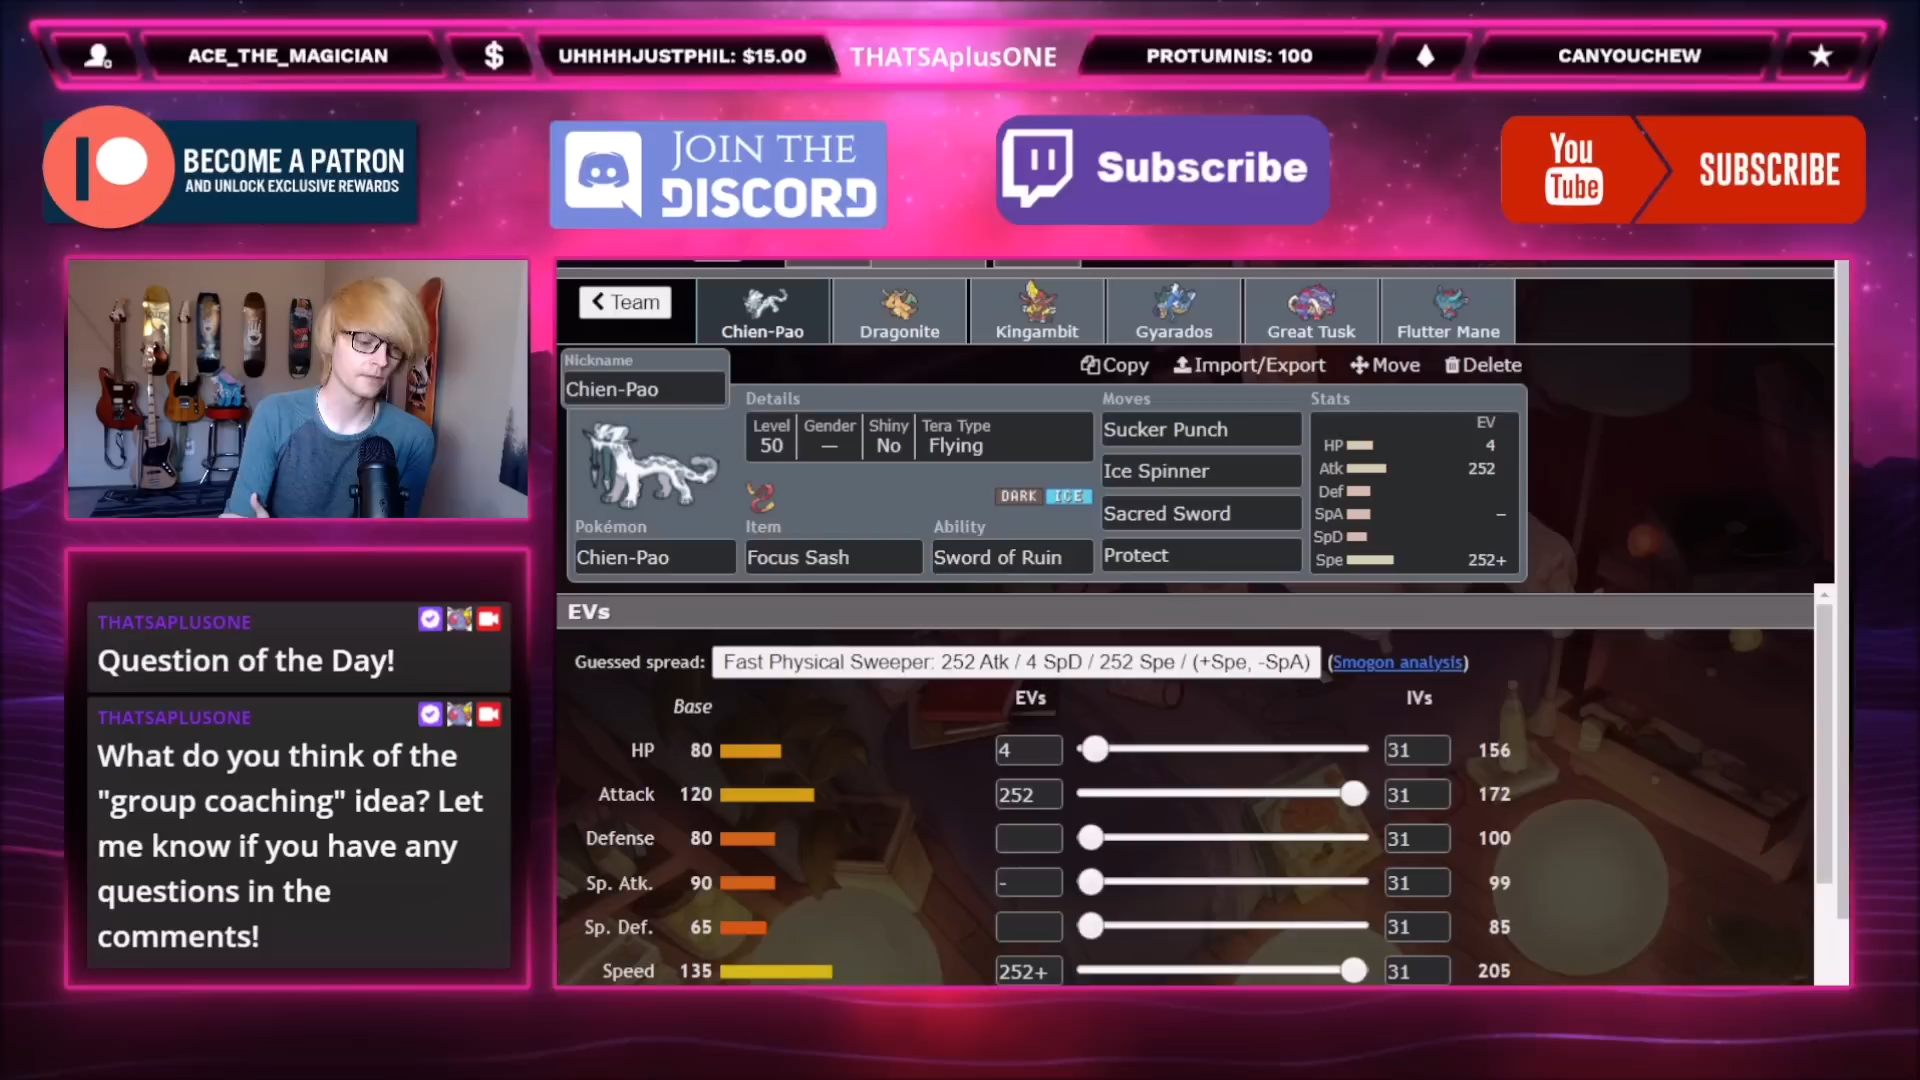 ACE_THE_MAGICIAN
$
UHHHHJUSTPHIL: $15.00
THATSAplusONE
PROTUMNIS: 100
CANYOUCHEW
BECOME A PATRON
AND UNLOCK EXCLUSIVE REWARDS
JOIN THE
DISCORD
Subscribe
You
Tube
SUBSCRIBE
Team
Chien-Pao
Dragonite
Kingambit
Gyarados
Great Tusk
Flutter Mane
Copy
Import/Export
Move
Delete
Nickname
Chien-Pao
Details
Level
50
Gender
—
Shiny
No
Tera Type
Flying
DARK ICE
Pokémon
Chien-Pao
Item
Focus Sash
Ability
Sword of Ruin
Moves
Sucker Punch
Ice Spinner
Sacred Sword
Protect
Stats
EV
HP 4
Atk 252
Def
SpA –
SpD
Spe 252+
EVs
Guessed spread: Fast Physical Sweeper: 252 Atk / 4 SpD / 252 Spe / (+Spe, -SpA) (Smogon analysis)
Base EVs IVs
HP 80 4 31 156
Attack 120 252 31 172
Defense 80 31 100
Sp. Atk. 90 - 31 99
Sp. Def. 65 31 85
Speed 135 252+ 31 205
THATSAPLUSONE
Question of the Day!
THATSAPLUSONE
What do you think of the
"group coaching" idea? Let
me know if you have any
questions in the
comments!